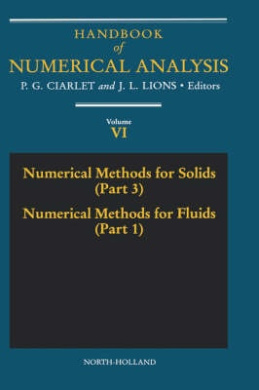 HANDBOOK
of
NUMERICAL ANALYSIS
P. G. CIARLET and J. L. LIONS • Editors
Volume
VI
Numerical Methods for Solids
(Part 3)
Numerical Methods for Fluids
(Part 1)
NORTH-HOLLAND